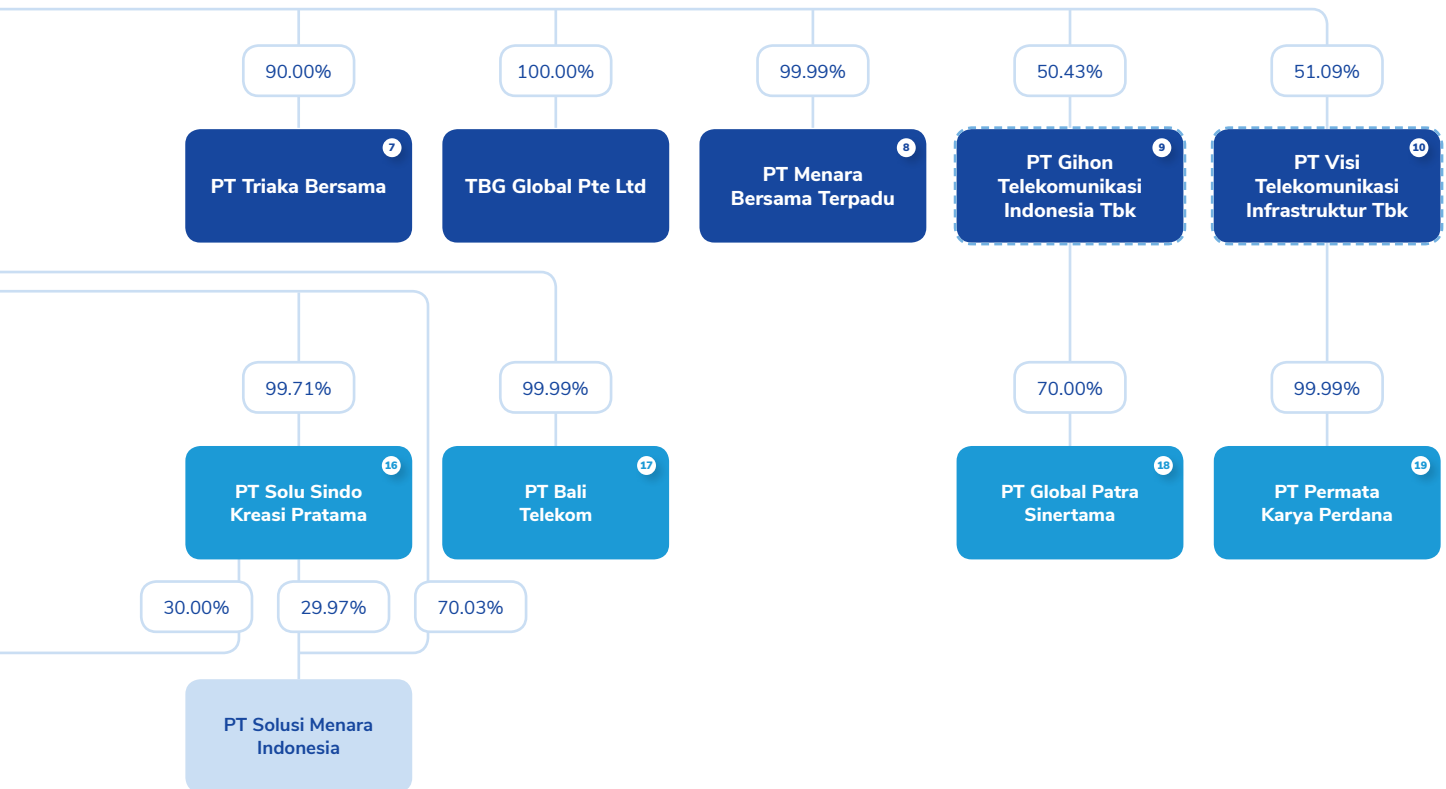 90.00%
100.00%
99.99%
50.43%
51.09%
7
PT Triaka Bersama
TBG Global Pte Ltd
8
PT Menara
Bersama Terpadu
9
PT Gihon
Telekomunikasi
Indonesia Tbk
10
PT Visi
Telekomunikasi
Infrastruktur Tbk
99.71%
99.99%
70.00%
99.99%
16
PT Solu Sindo
Kreasi Pratama
17
PT Bali
Telekom
18
PT Global Patra
Sinertama
19
PT Permata
Karya Perdana
30.00%
29.97%
70.03%
PT Solusi Menara
Indonesia